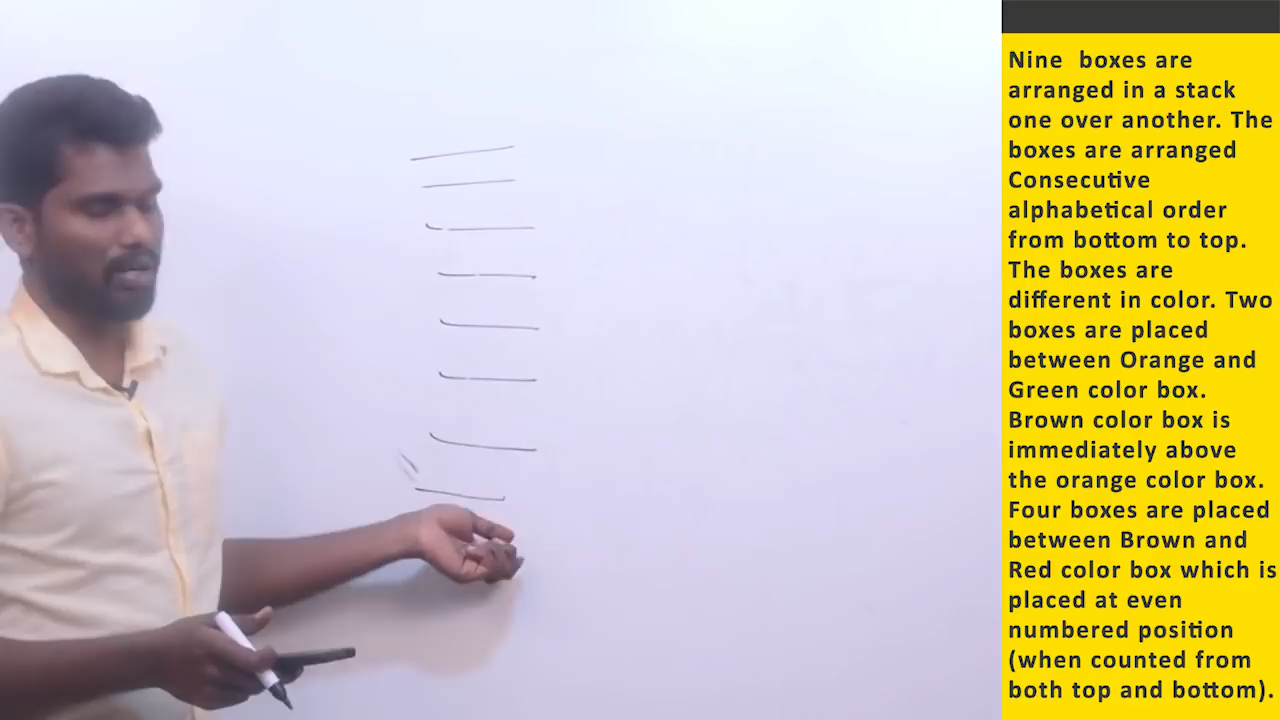 Nine boxes are
arranged in a stack
one over another. The
boxes are arranged
Consecutive
alphabetical order
from bottom to top.
The boxes are
different in color. Two
boxes are placed
between Orange and
Green color box.
Brown color box is
immediately above
the orange color box.
Four boxes are placed
between Brown and
Red color box which is
placed at even
numbered position
(when counted from
both top and bottom).